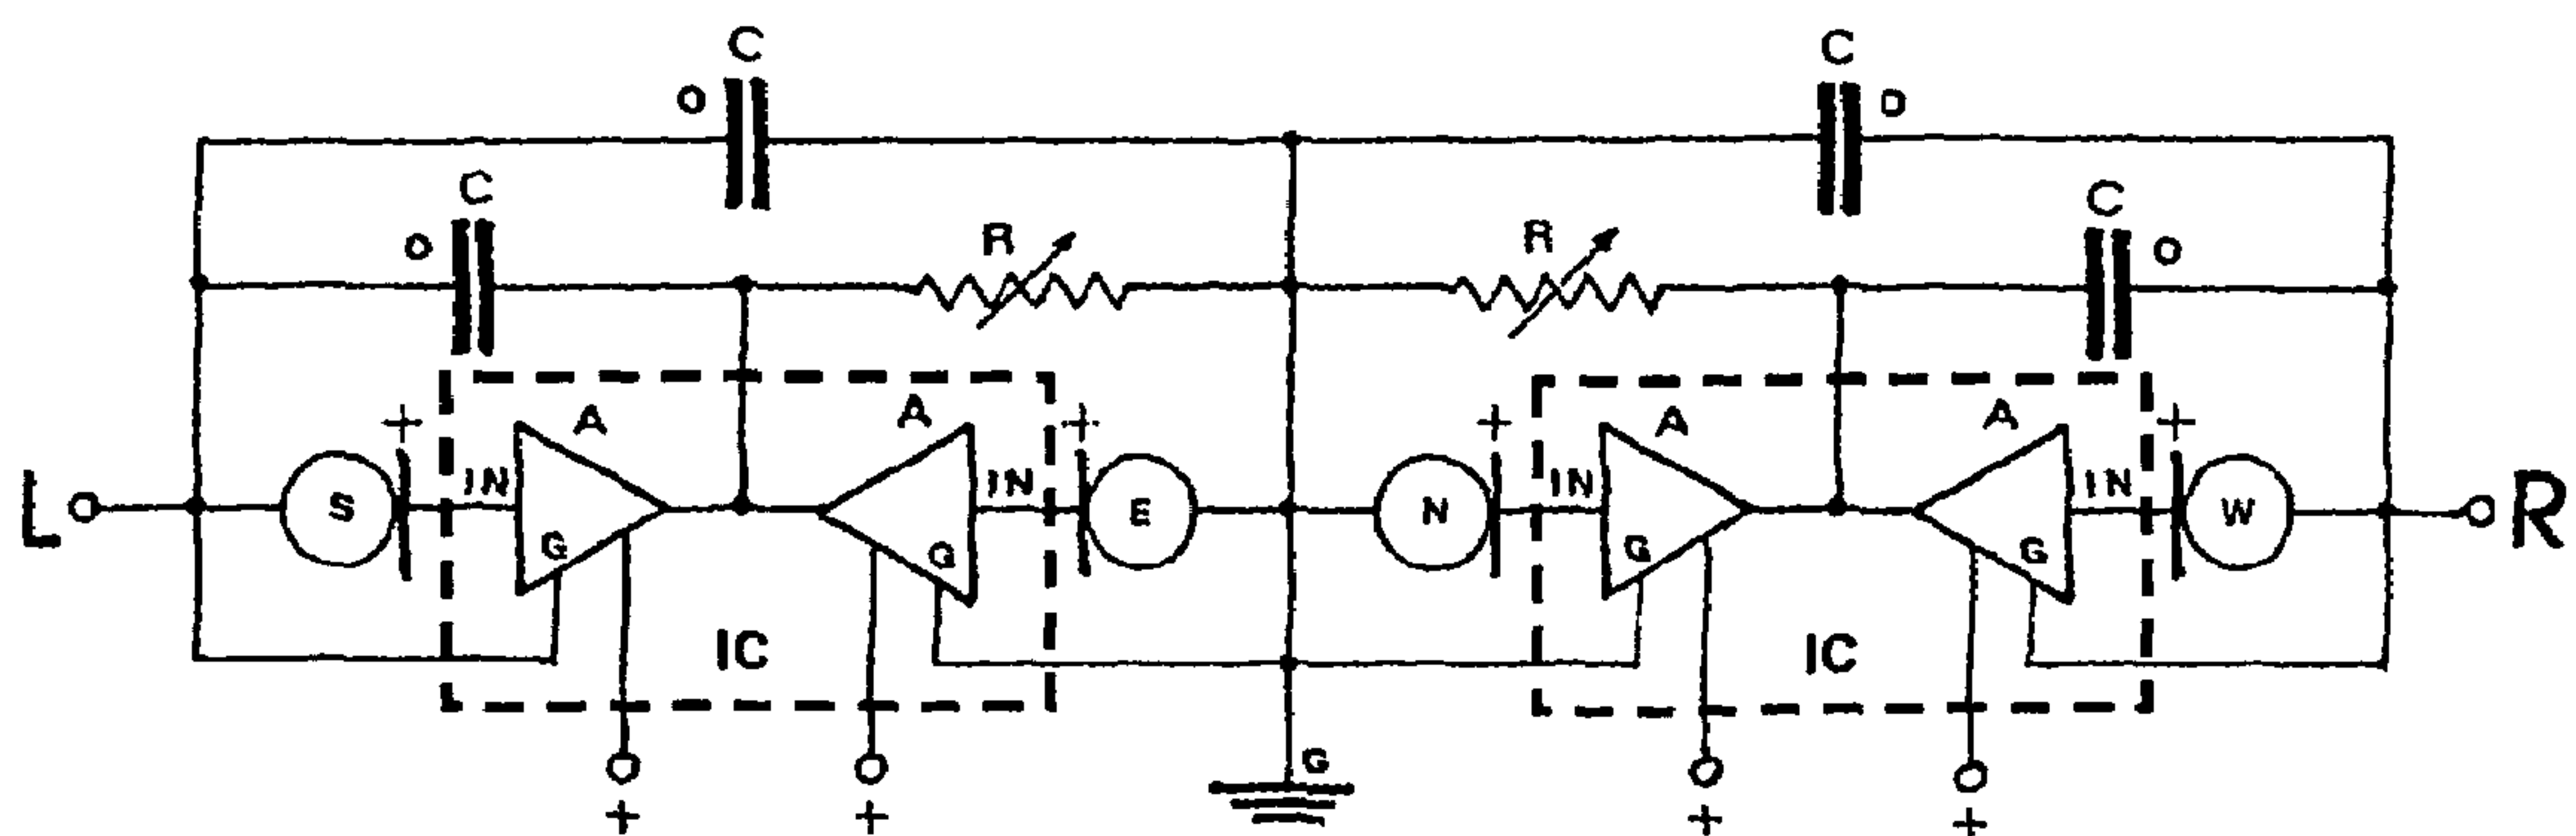 C C
o o
C C
o R R o
A A A A
+ + + +
L S IN IN E N IN IN W R
G G G G
IC IC
G
+ + + +